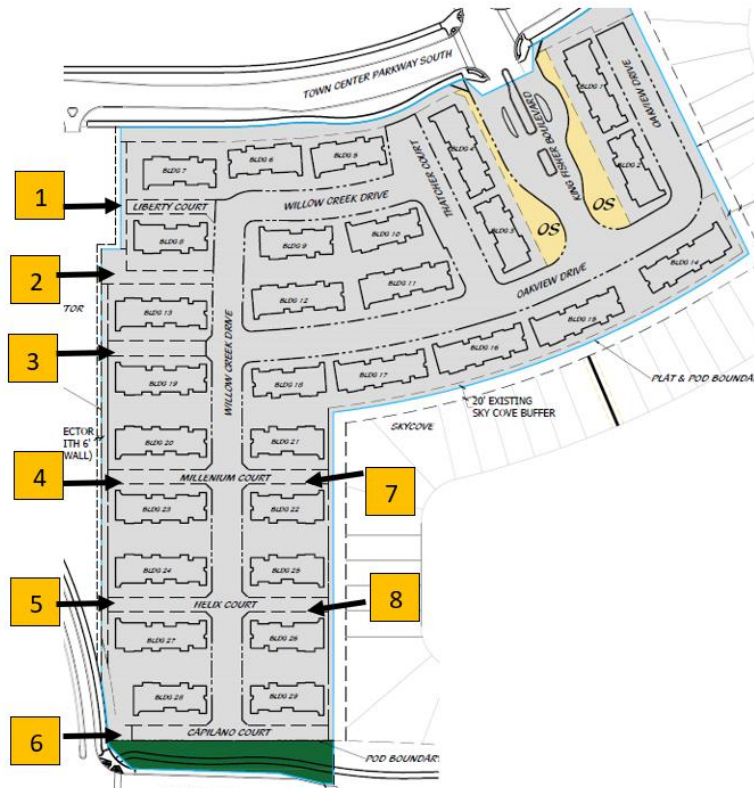 TOWN CENTER PARKWAY SOUTH
KING FISHER BOULEVARD
OAKVIEW DRIVE
BLDG 1
BLDG 2
OS
OS
THATCHER COURT
BLDG 4
BLDG 3
BLDG 7
BLDG 6
BLDG 5
1
LIBERTY COURT
WILLOW CREEK DRIVE
BLDG 8
BLDG 9
BLDG 10
2
BLDG 12
BLDG 11
OAKVIEW DRIVE
BLDG 14
TOR
BLDG 13
BLDG 15
3
WILLOW CREEK DRIVE
BLDG 16
BLDG 19
BLDG 18
BLDG 17
PLAT & POD BOUNDA
20' EXISTING
SKY COVE BUFFER
SKYCOVE
ECTOR
ITH 6'
WALL)
BLDG 20
BLDG 21
4
MILLENIUM COURT
7
BLDG 23
BLDG 22
BLDG 24
BLDG 25
5
HELIX COURT
8
BLDG 27
BLDG 26
BLDG 28
BLDG 29
6
CAPILANO COURT
POD BOUNDAR